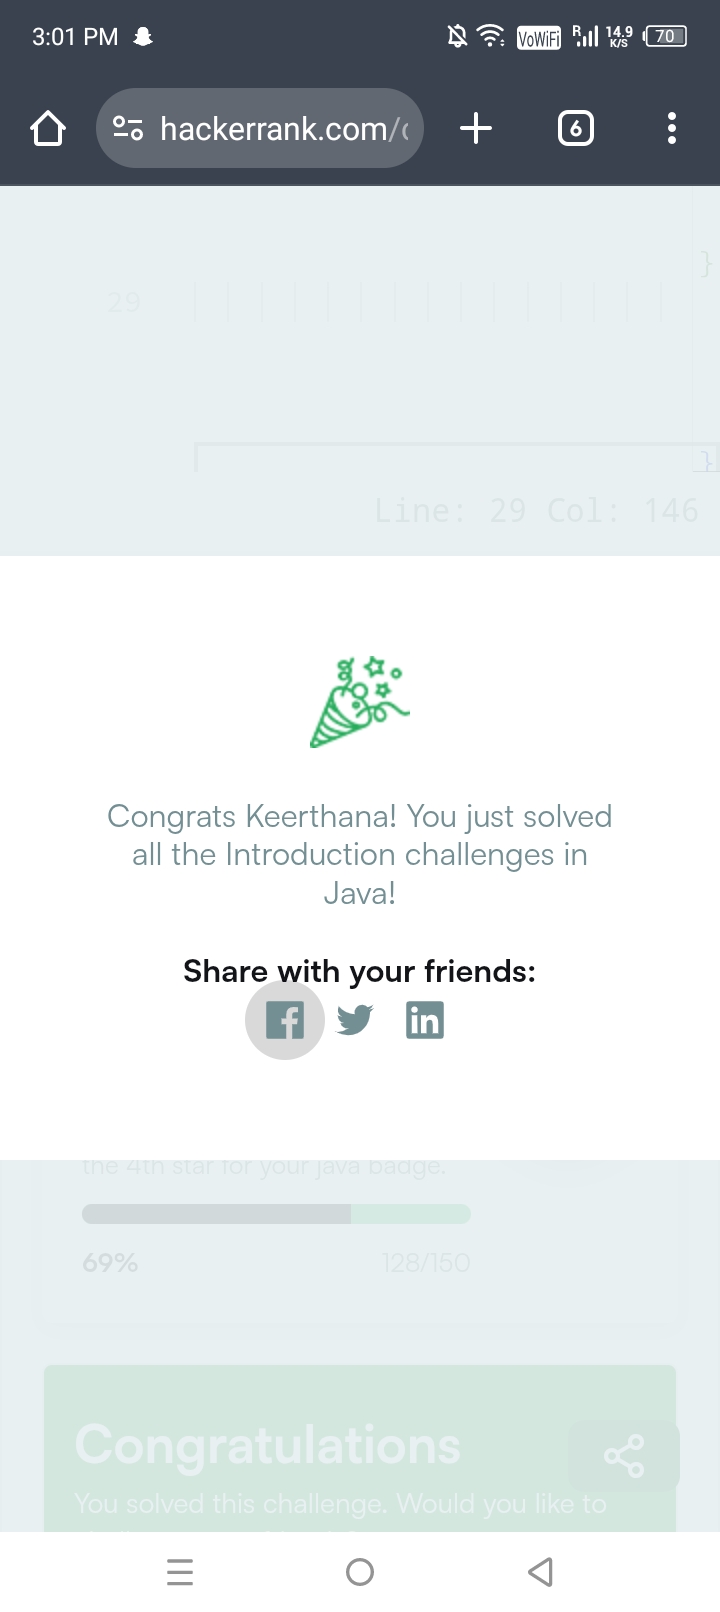 3:01 PM
VoWiFi R 14.9 K/S 70
hackerrank.com/
6
}
29
}
Line: 29 Col: 146
Congrats Keerthana! You just solved
all the Introduction challenges in
Java!
Share with your friends:
the 4th star for your java badge.
69% 128/150
Congratulations
You solved this challenge. Would you like to